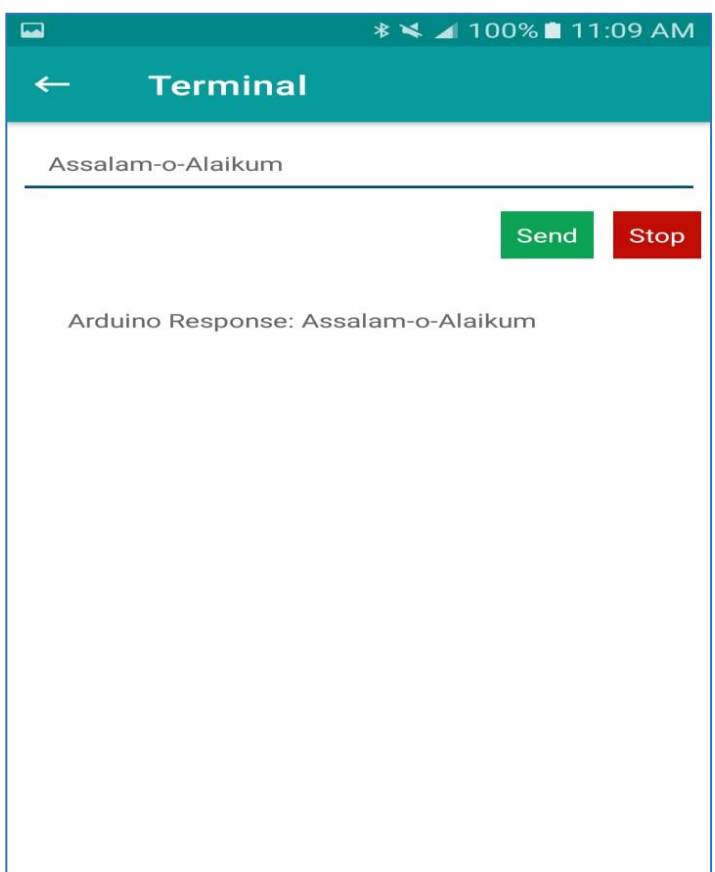 100% 11:09 AM
Terminal
Assalam-o-Alaikum
Send Stop
Arduino Response: Assalam-o-Alaikum